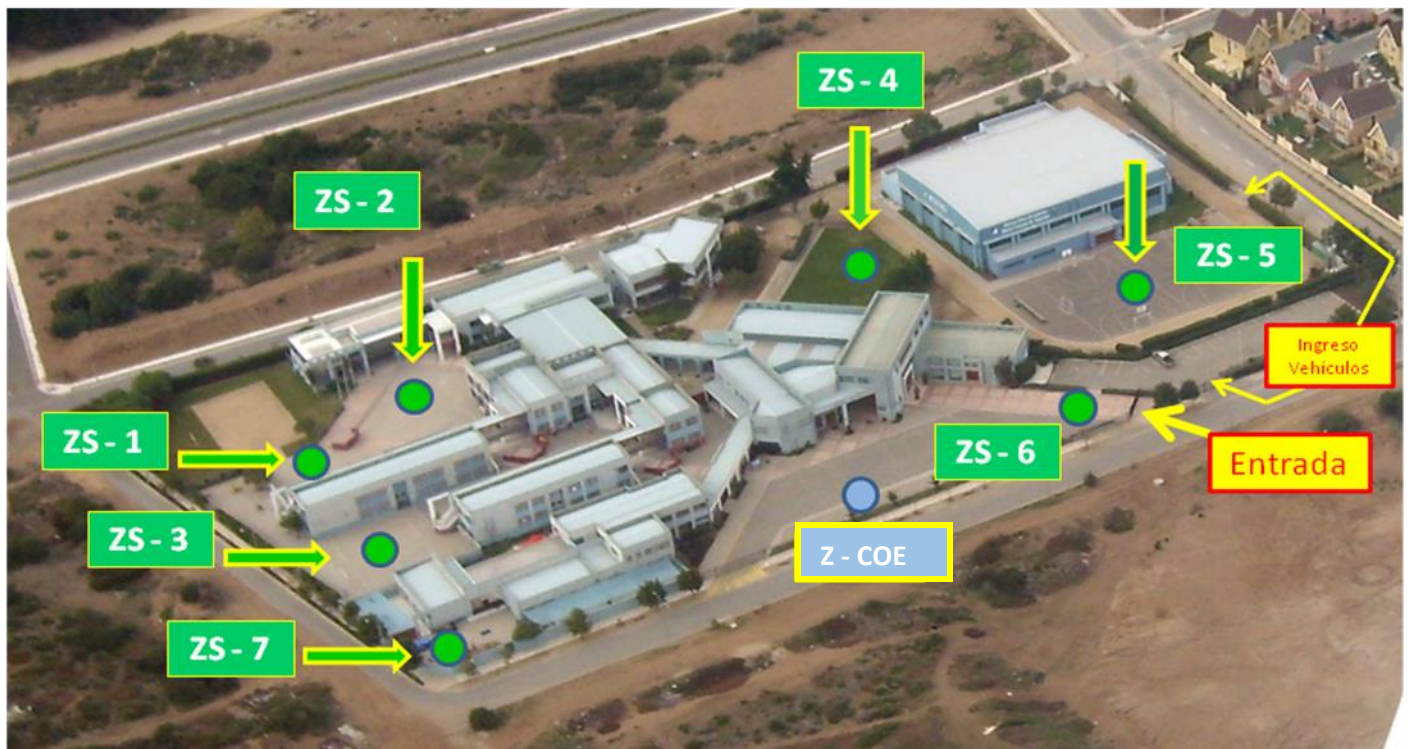 ZS - 4
ZS - 2
ZS - 5
Ingreso
Vehículos
ZS - 1
ZS - 6
Entrada
ZS - 3
Z - COE
ZS - 7